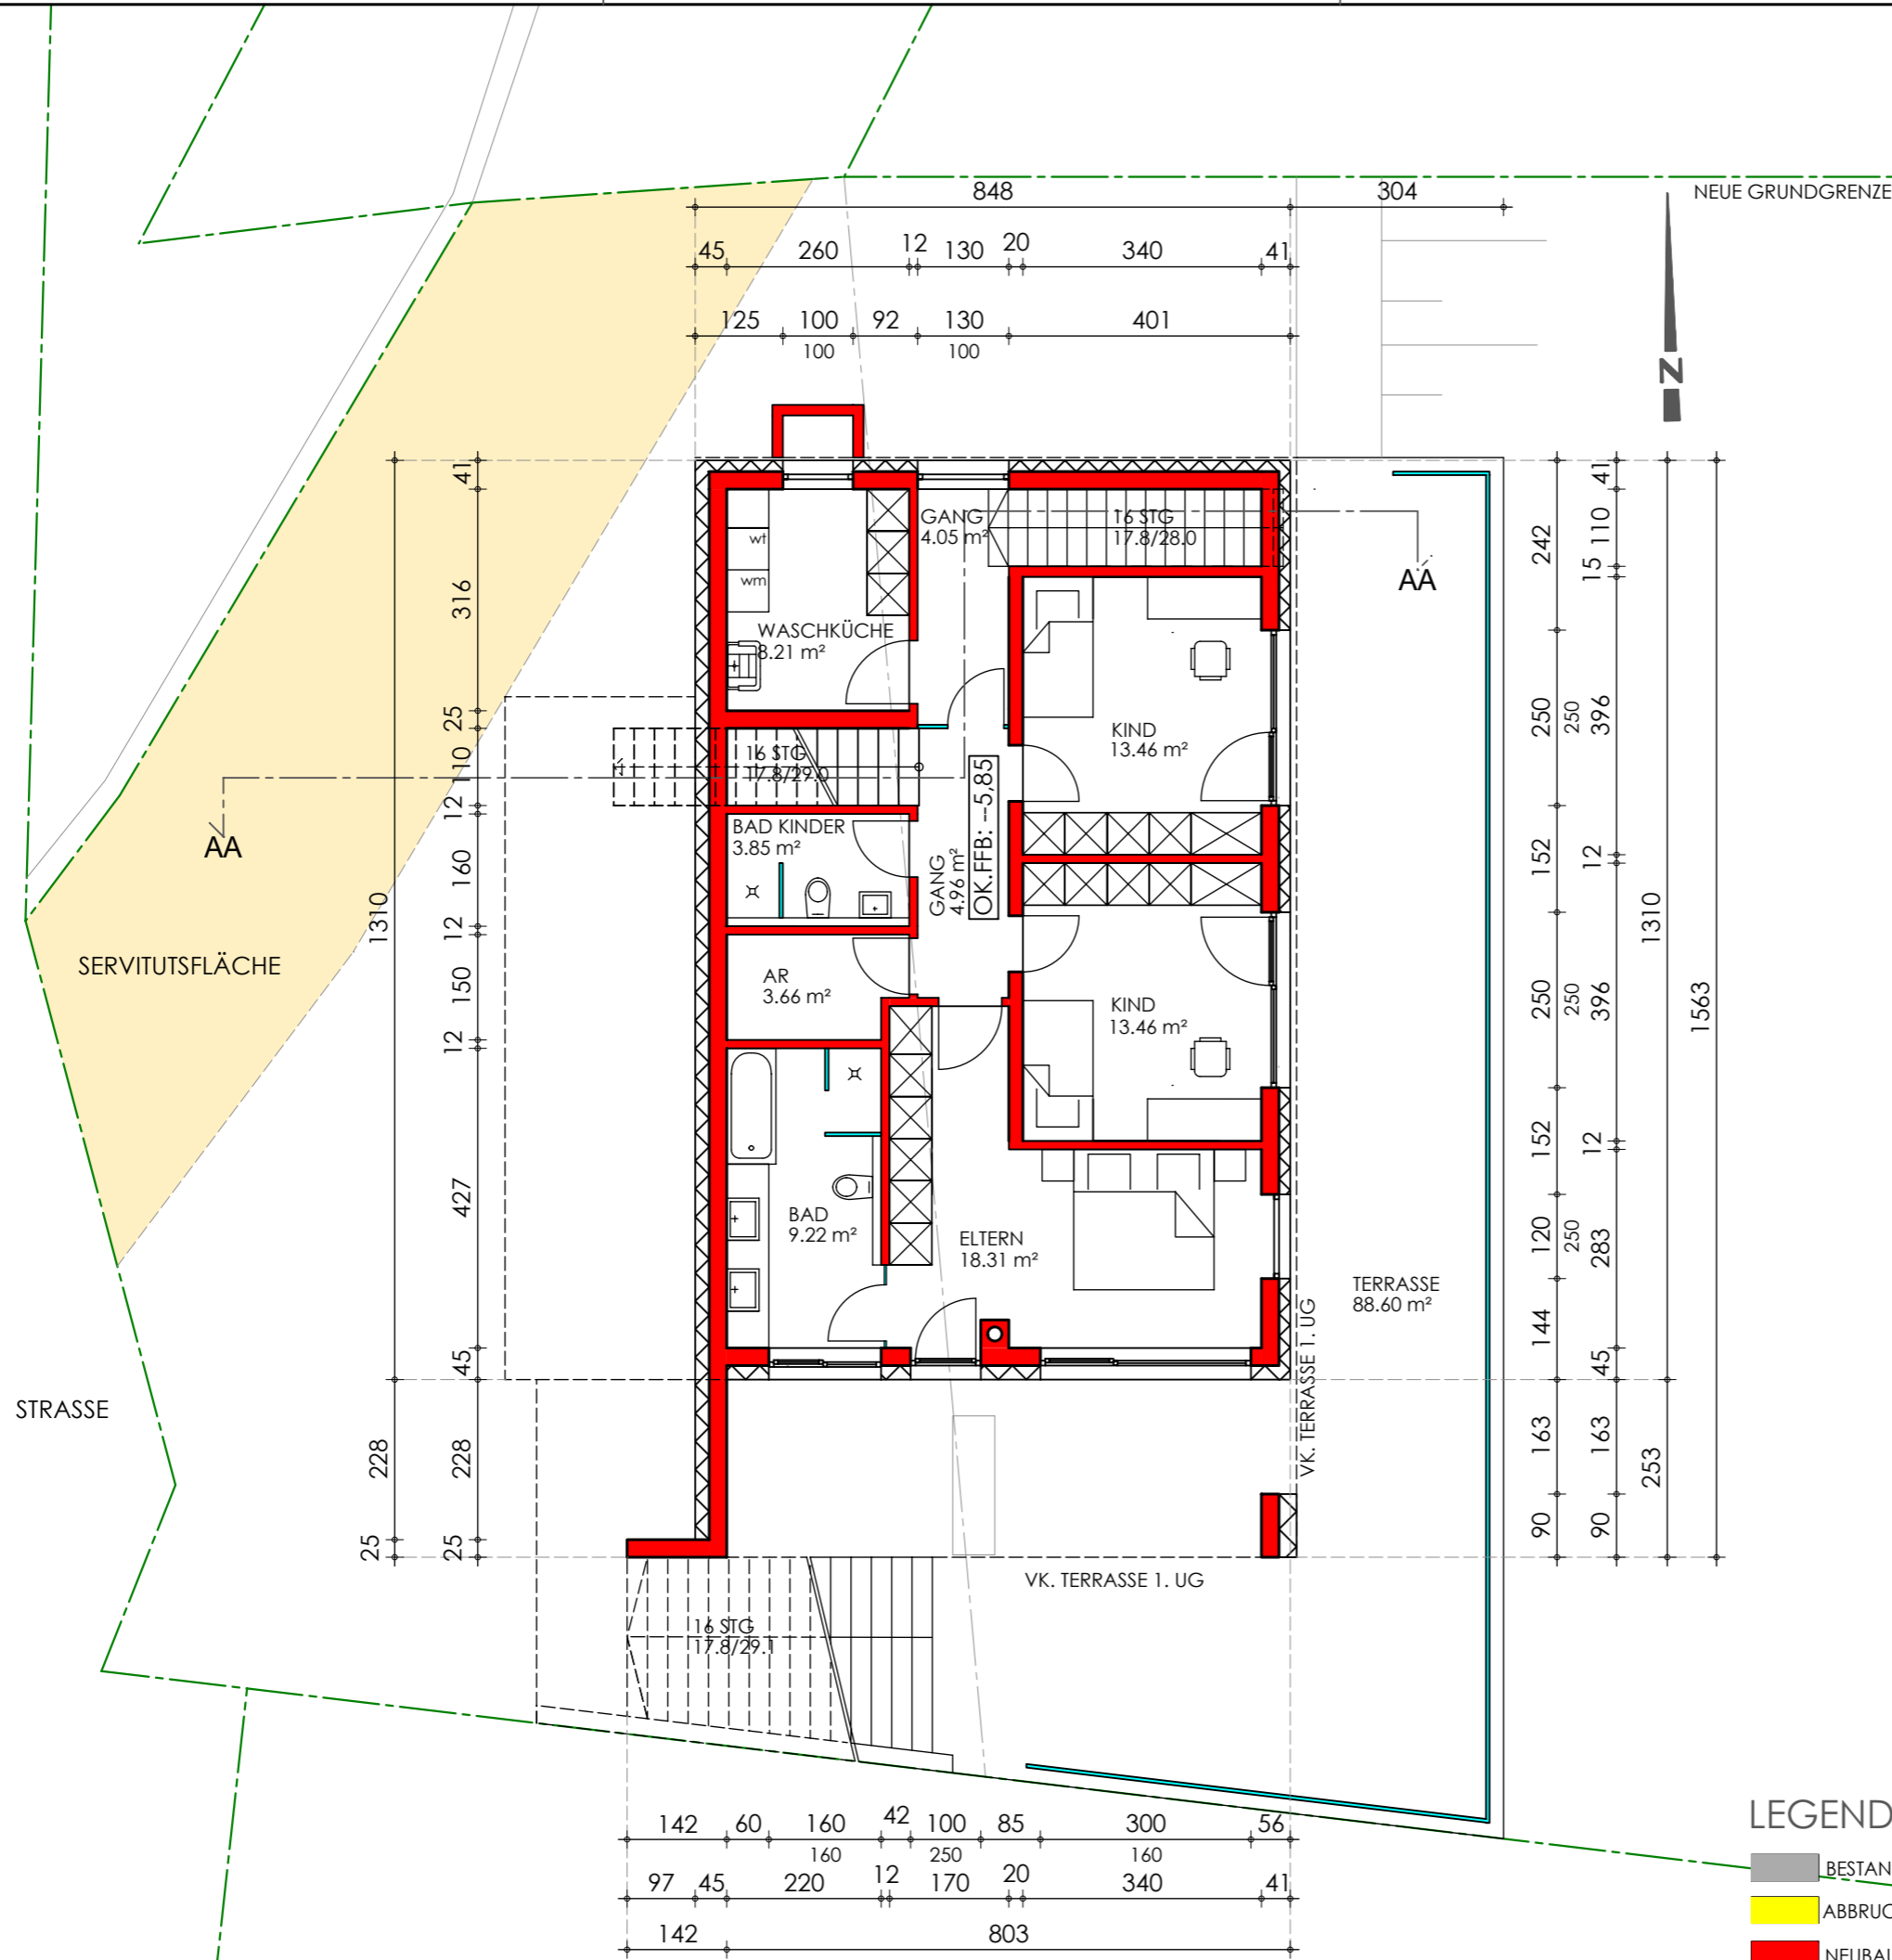 848
304
NEUE GRUNDGRENZE
45 260 12 130 20 340 41
125 100 92 130 401
100 100
N
GANG
4.05 m²
16 STG
17.8/28.0
wt
wm
WASCHKÜCHE
8.21 m²
AA
KIND
13.46 m²
16 STG
17.8/29.0
AA
BAD KINDER
3.85 m²
GANG
4.96 m²
OK.FFB: --5,85
SERVITUTSFLÄCHE
AR
3.66 m²
KIND
13.46 m²
BAD
9.22 m²
ELTERN
18.31 m²
TERRASSE
88.60 m²
VK. TERRASSE 1. UG
STRASSE
VK. TERRASSE 1. UG
16 STG
17.8/29.1
1310
228
25
41
316
25
110
12
160
12
150
12
427
45
228
25
242
250
152
250
152
120
144
163
90
250
250
250
41
110
15
396
12
396
12
283
45
163
90
1310
253
1563
142 60 160 42 100 85 300 56
160 250 160
97 45 220 12 170 20 340 41
142 803
LEGEND
BESTAN
ABBRUC
NEUBAU